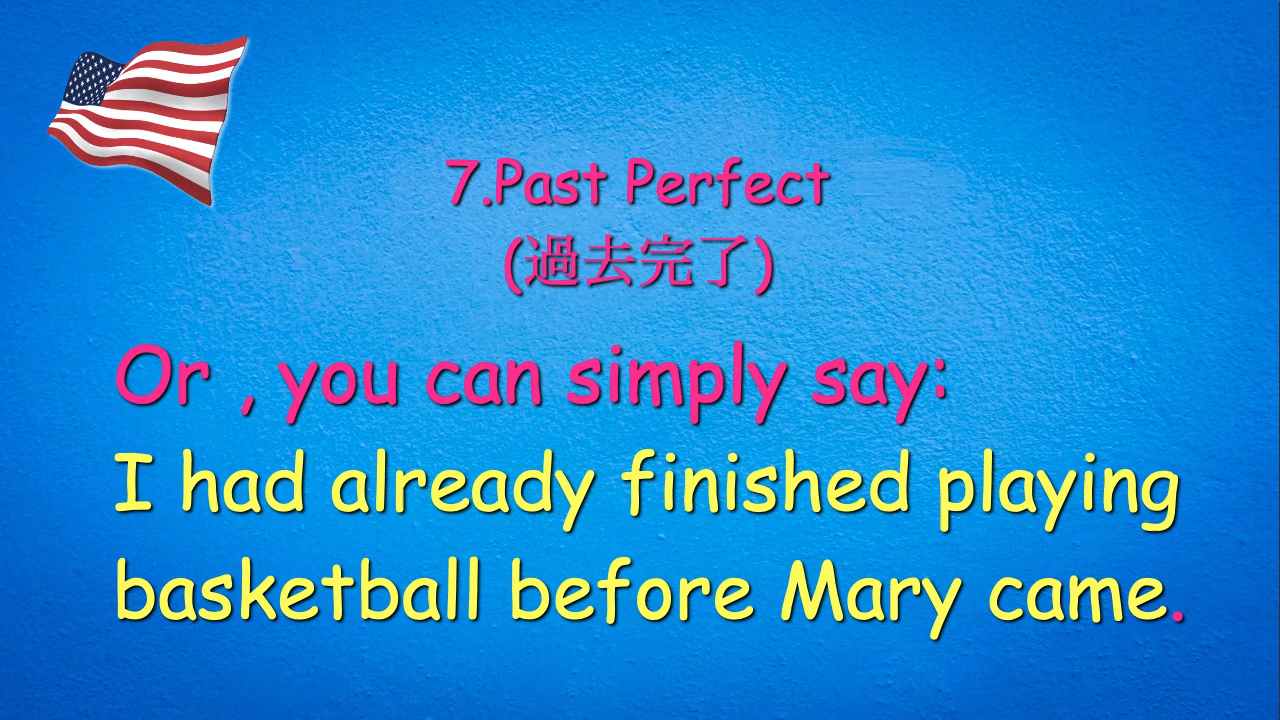 7.Past Perfect
(過去完了)
Or , you can simply say:
I had already finished playing
basketball before Mary came.